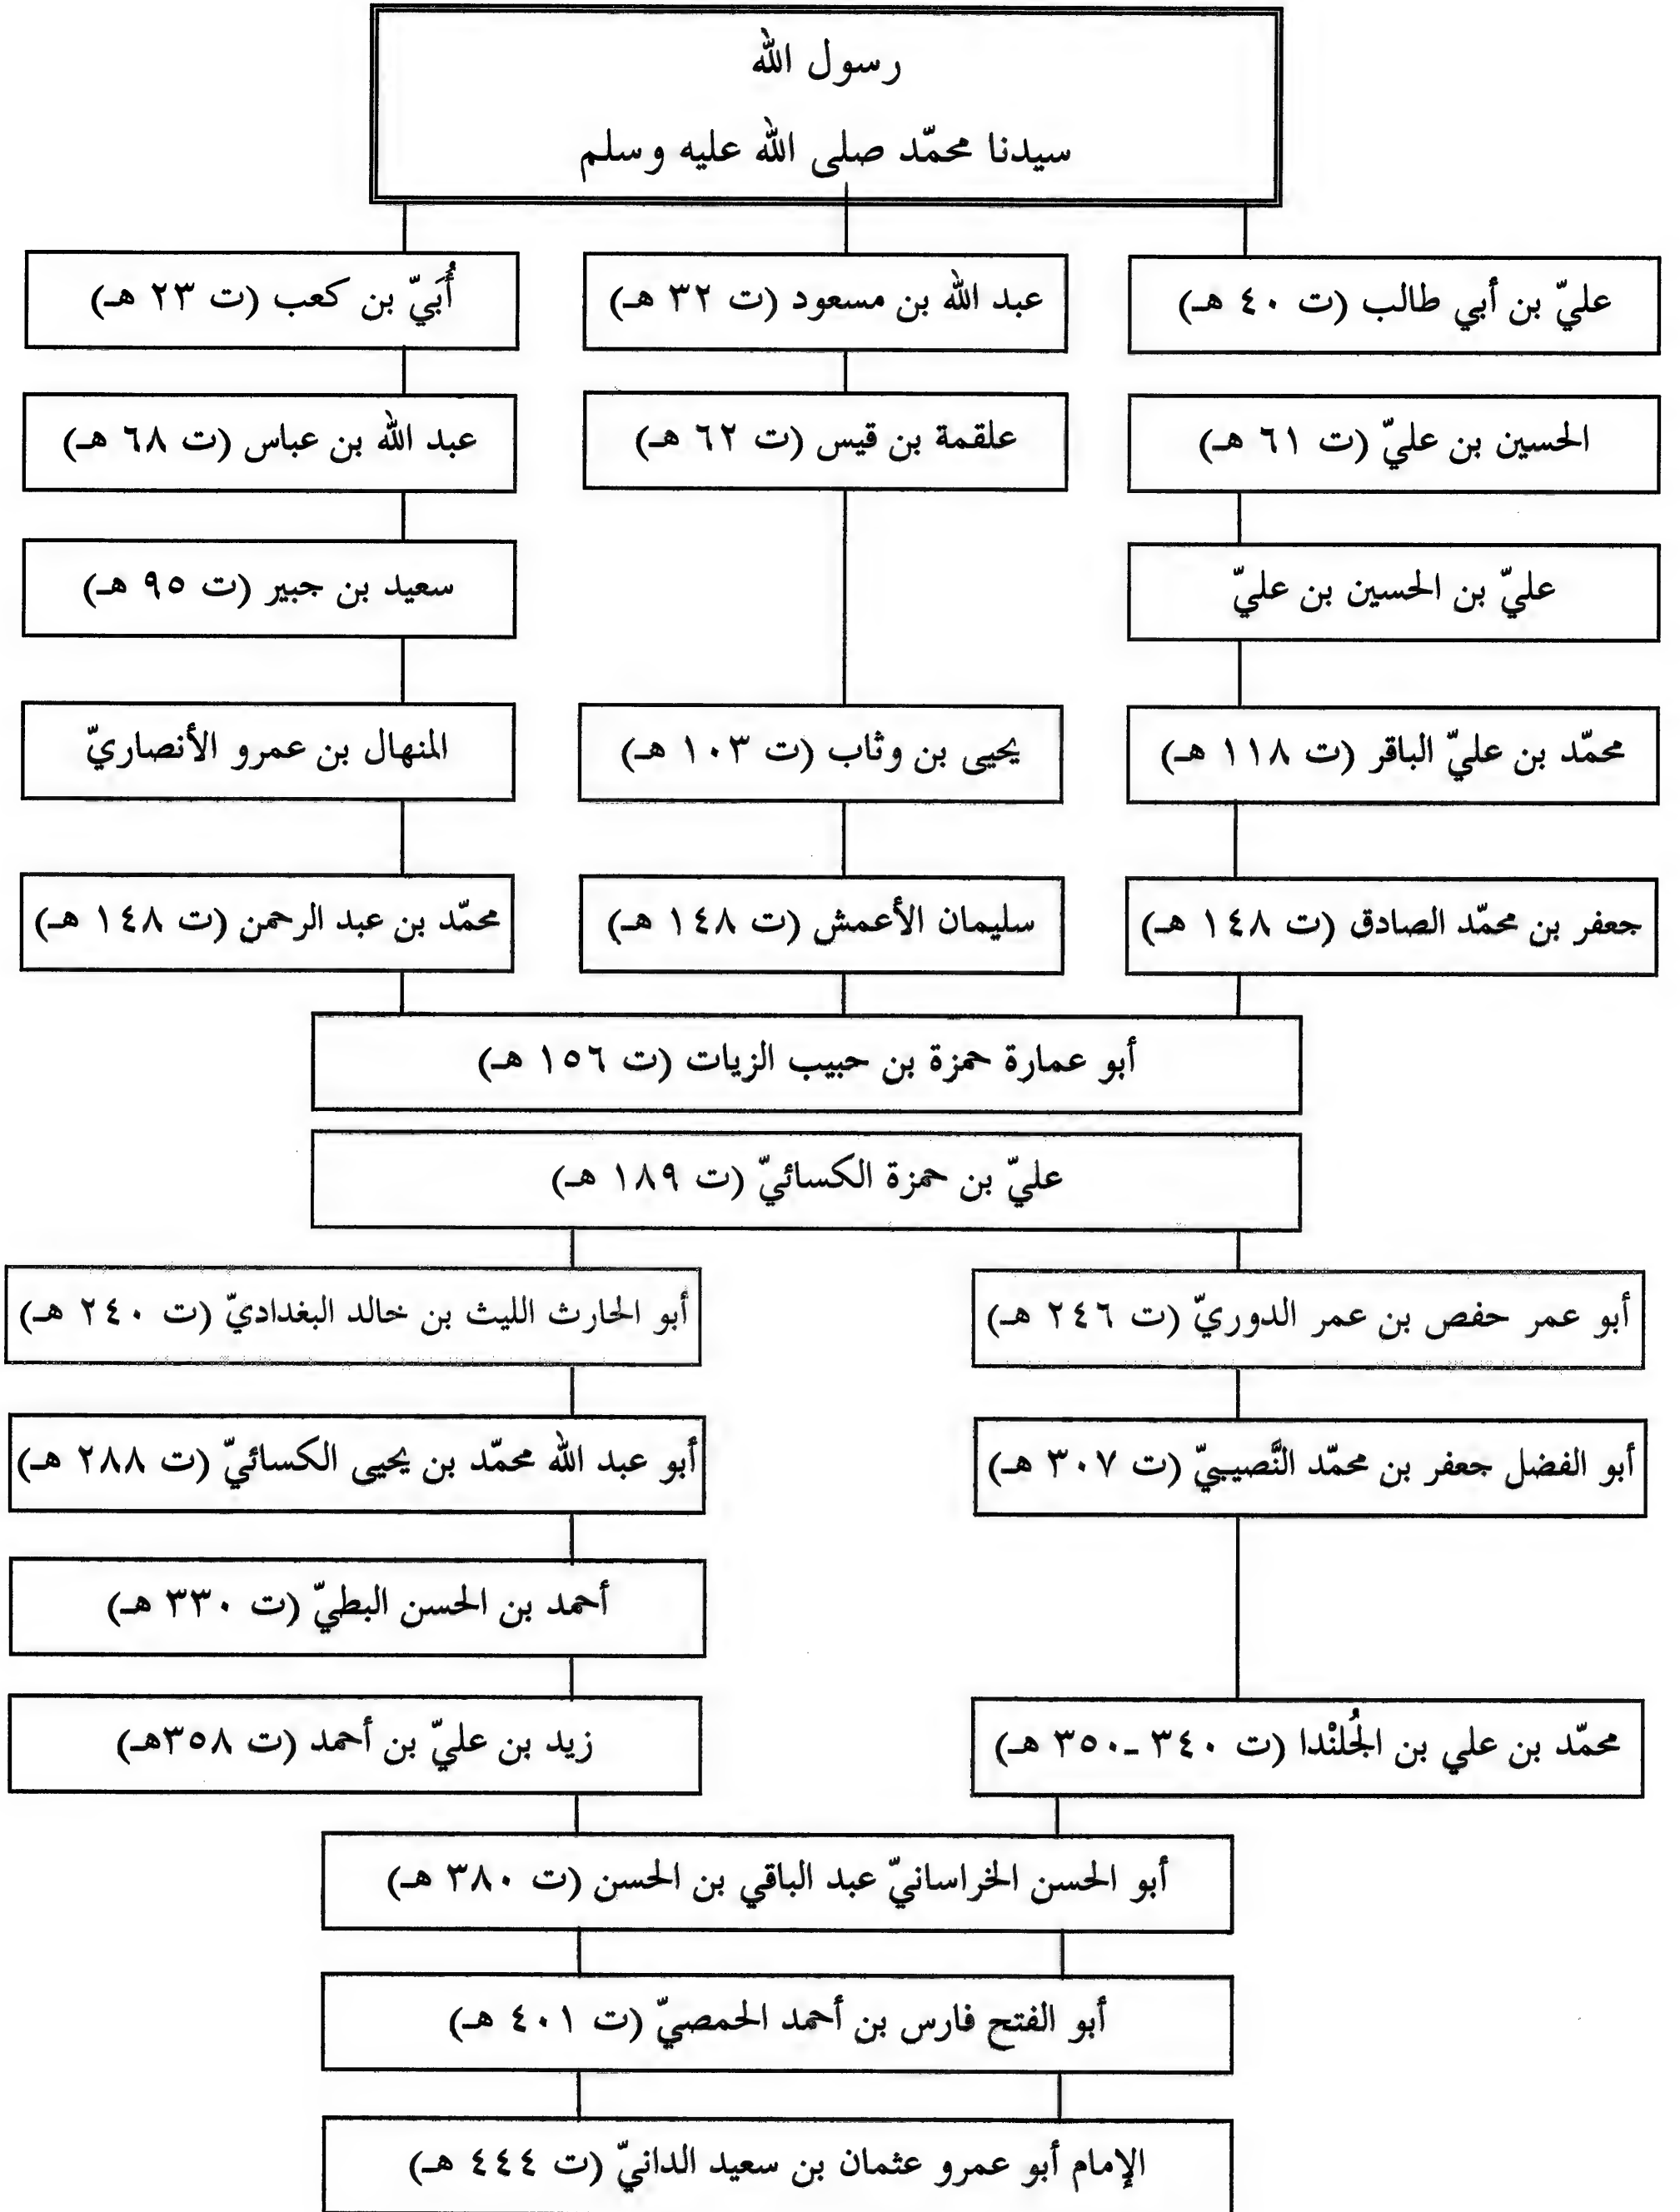 رسول الله
سيدنا محمّد صلى الله عليه وسلم
عليّ بن أبي طالب (ت ٤٠ هـ)
عبد الله بن مسعود (ت ٣٢ هـ)
أُبَيّ بن كعب (ت ٢٣ هـ)
الحسين بن عليّ (ت ٦١ هـ)
علقمة بن قيس (ت ٦٢ هـ)
عبد الله بن عباس (ت ٦٨ هـ)
عليّ بن الحسين بن عليّ
سعيد بن جبير (ت ٩٥ هـ)
محمّد بن عليّ الباقر (ت ١١٨ هـ)
يحيى بن وثاب (ت ١٠٣ هـ)
المنهال بن عمرو الأنصاريّ
جعفر بن محمّد الصادق (ت ١٤٨ هـ)
سليمان الأعمش (ت ١٤٨ هـ)
محمّد بن عبد الرحمن (ت ١٤٨ هـ)
أبو عمارة حمزة بن حبيب الزيات (ت ١٥٦ هـ)
عليّ بن حمزة الكسائيّ (ت ١٨٩ هـ)
أبو عمر حفص بن عمر الدوريّ (ت ٢٤٦ هـ)
أبو الحارث الليث بن خالد البغداديّ (ت ٢٤٠ هـ)
أبو الفضل جعفر بن محمّد النَّصيبـيّ (ت ٣٠٧ هـ)
أبو عبد الله محمّد بن يحيى الكسائيّ (ت ٢٨٨ هـ)
أحمد بن الحسن البطيّ (ت ٣٣٠ هـ)
محمّد بن علي بن الجُلنْدا (ت ٣٤٠ ـ٣٥٠ هـ)
زيد بن عليّ بن أحمد (ت ٣٥٨هـ)
أبو الحسن الخراسانيّ عبد الباقي بن الحسن (ت ٣٨٠ هـ)
أبو الفتح فارس بن أحمد الحمصيّ (ت ٤٠١ هـ)
الإمام أبو عمرو عثمان بن سعيد الدانيّ (ت ٤٤٤ هـ)